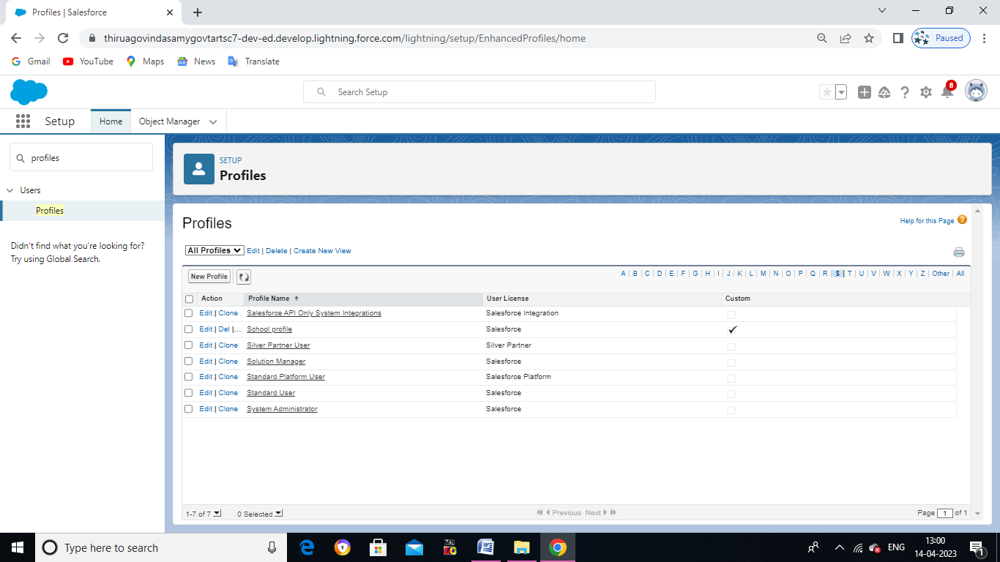 Profiles | Salesforce
thiruagovindasamygovtartsc7-dev-ed.develop.lightning.force.com/lightning/setup/EnhancedProfiles/home
Paused
Gmail YouTube Maps News Translate
Search Setup
8
Setup Home Object Manager
profiles
Users
Profiles
Didn't find what you're looking for?
Try using Global Search.
SETUP
Profiles
Profiles
Help for this Page ?
All Profiles Edit | Delete | Create New View
New Profile
A | B | C | D | E | F | G | H | I | J | K | L | M | N | O | P | Q | R | S | T | U | V | W | X | Y | Z | Other | All
Action Profile Name User License Custom
Edit | Clone Salesforce API Only System Integrations Salesforce Integration
Edit | Del |... School profile Salesforce
Edit | Clone Silver Partner User Silver Partner
Edit | Clone Solution Manager Salesforce
Edit | Clone Standard Platform User Salesforce Platform
Edit | Clone Standard User Salesforce
Edit | Clone System Administrator Salesforce
1-7 of 7 0 Selected Previous Next Page 1 of 1
Type here to search
ENG
13:00
14-04-2023
1